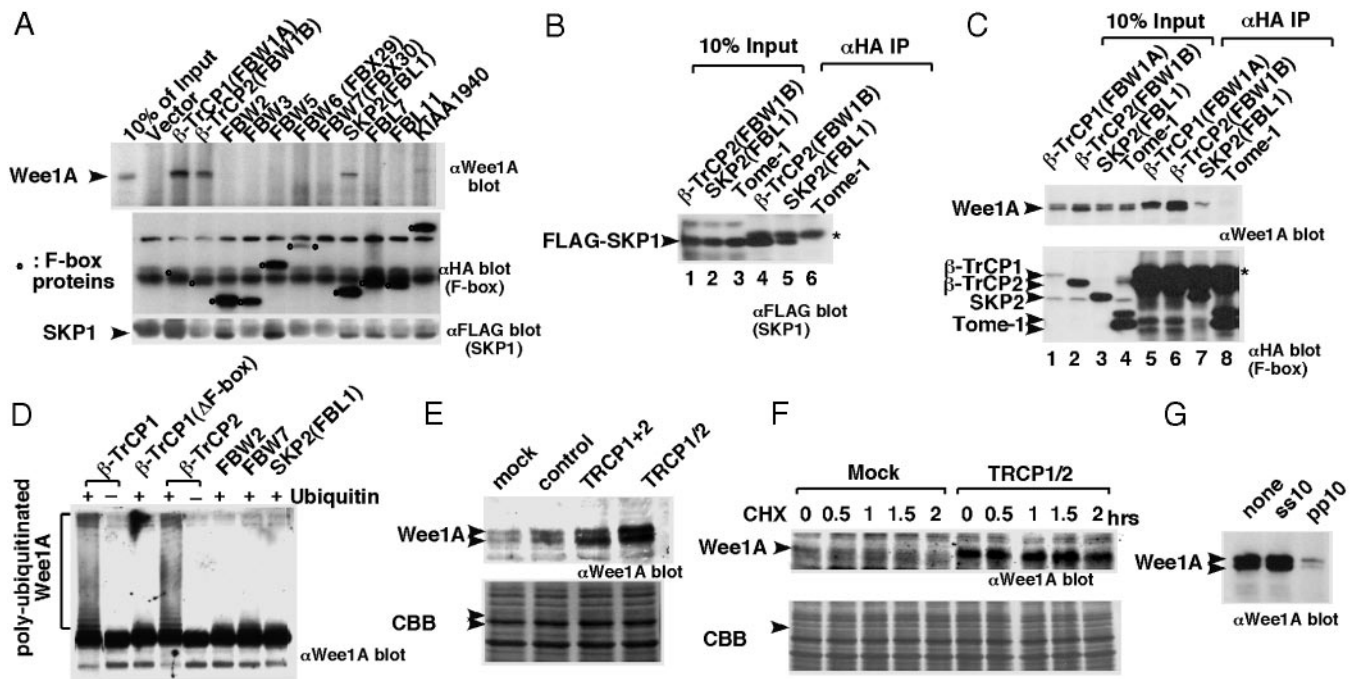 A
10% of Input
Vector
β-TrCP1(FBW1A)
β-TrCP2(FBW1B)
FBW2
FBW3
FBW5
FBW6 (FBX29)
FBW7(FBX30)
SKP2(FBL1)
FBL7
FBL11
KIAA1940
Wee1A
αWee1A
blot
: F-box
proteins
αHA blot
(F-box)
SKP1
αFLAG blot
(SKP1)
B
10% Input
αHA IP
β-TrCP2(FBW1B)
SKP2(FBL1)
Tome-1
β-TrCP2(FBW1B)
SKP2(FBL1)
Tome-1
FLAG-SKP1
*
1 2 3 4 5 6
αFLAG blot
(SKP1)
C
10% Input
αHA IP
β-TrCP1(FBW1A)
β-TrCP2(FBW1B)
SKP2(FBL1)
Tome-1
β-TrCP1(FBW1A)
β-TrCP2(FBW1B)
SKP2(FBL1)
Tome-1
Wee1A
αWee1A blot
β-TrCP1
β-TrCP2
SKP2
Tome-1
*
1 2 3 4 5 6 7 8
αHA blot
(F-box)
D
β-TrCP1
β-TrCP1(ΔF-box)
β-TrCP2
FBW2
FBW7
SKP2(FBL1)
+ − + + − + + + Ubiquitin
poly-ubiquitinated
Wee1A
αWee1A blot
E
mock
control
TRCP1+2
TRCP1/2
Wee1A
αWee1A blot
CBB
F
Mock
TRCP1/2
CHX 0 0.5 1 1.5 2 0 0.5 1 1.5 2 hrs
Wee1A
αWee1A blot
CBB
G
none
ss10
pp10
Wee1A
αWee1A blot